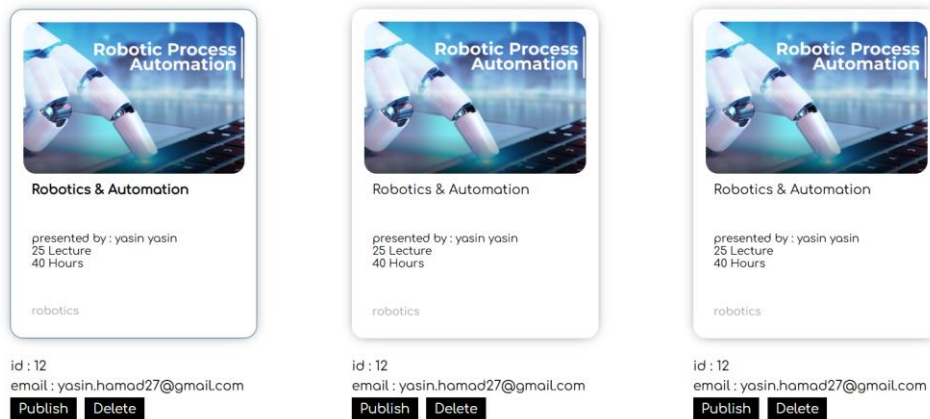 Robotic Process
Automation
Robotics & Automation
presented by : yasin yasin
25 Lecture
40 Hours
robotics
id : 12
email : yasin.hamad27@gmail.com
Publish Delete
Robotic Process
Automation
Robotics & Automation
presented by : yasin yasin
25 Lecture
40 Hours
robotics
id : 12
email : yasin.hamad27@gmail.com
Publish Delete
Robotic Process
Automation
Robotics & Automation
presented by : yasin yasin
25 Lecture
40 Hours
robotics
id : 12
email : yasin.hamad27@gmail.com
Publish Delete